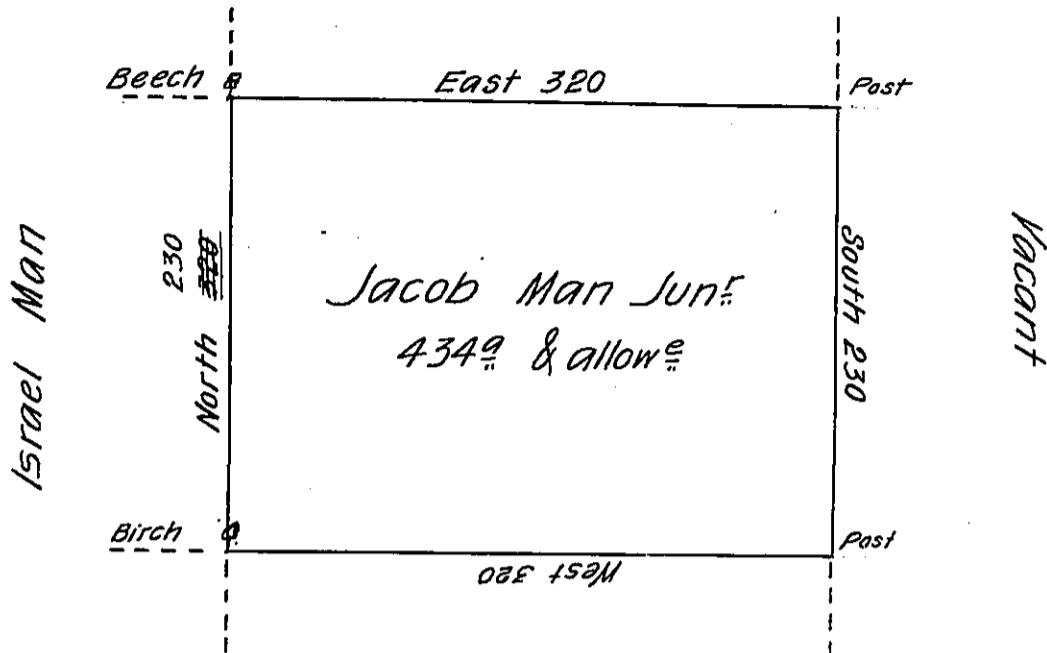 Beech East 320 Post
Israel Man
230
~~320~~
North
Jacob Man Junr
434a & allowe
South 230
Vacant
Birch Post
West 320